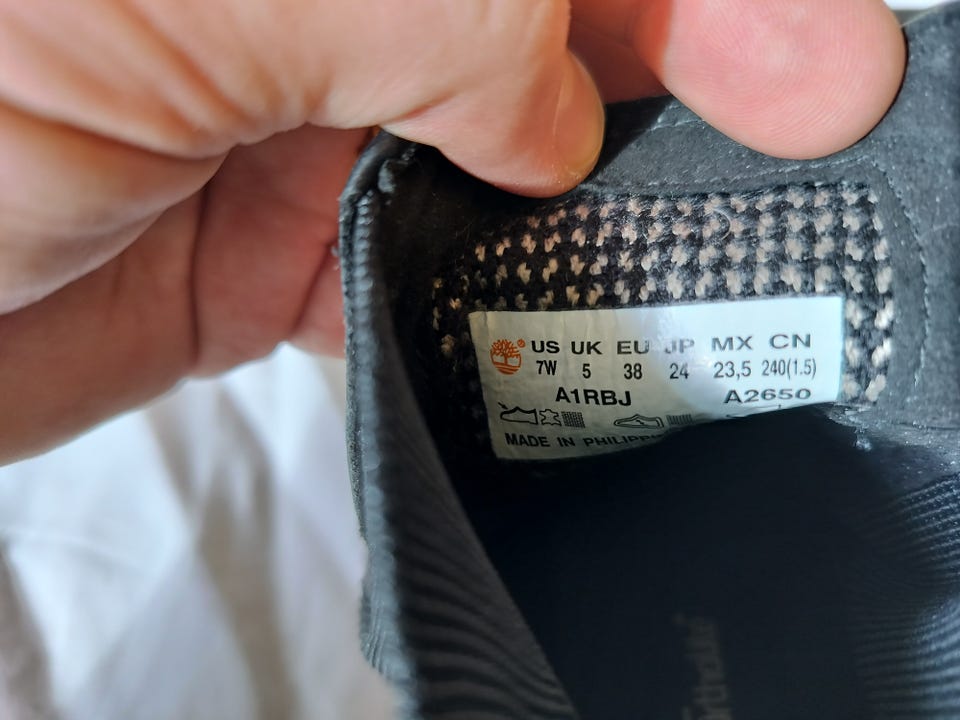 US UK EU JP MX CN
7W 5 38 24 23,5 240(1.5)
A1RBJ A2650
MADE IN